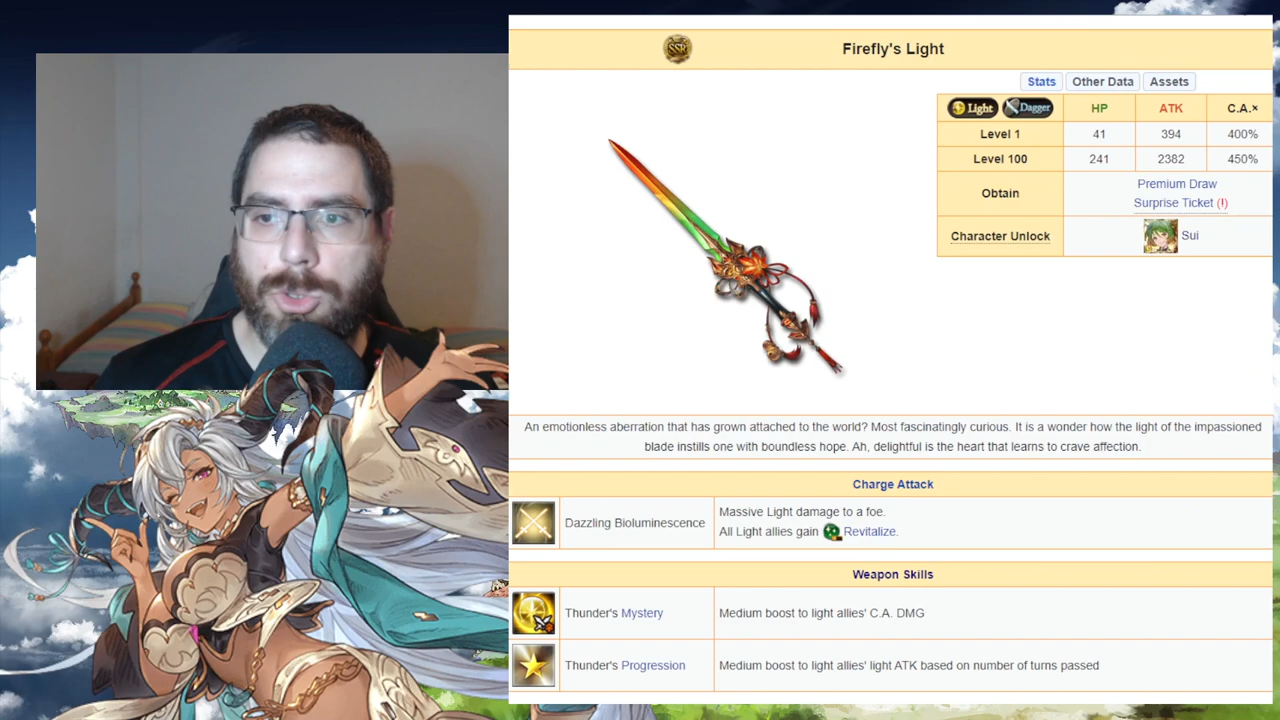 SSR
Firefly's Light
Stats Other Data Assets
Light Dagger HP ATK C.A.×
Level 1 41 394 400%
Level 100 241 2382 450%
Obtain Premium Draw
Surprise Ticket (!)
Character Unlock Sui
An emotionless aberration that has grown attached to the world? Most fascinatingly curious. It is a wonder how the light of the impassioned
blade instills one with boundless hope. Ah, delightful is the heart that learns to crave affection.
Charge Attack
Dazzling Bioluminescence
Massive Light damage to a foe.
All Light allies gain Revitalize.
Weapon Skills
Thunder's Mystery Medium boost to light allies' C.A. DMG
Thunder's Progression Medium boost to light allies' light ATK based on number of turns passed